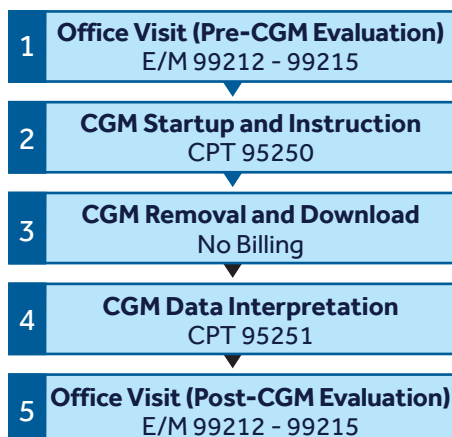 1
Office Visit (Pre-CGM Evaluation)
E/M 99212 - 99215
2
CGM Startup and Instruction
CPT 95250
3
CGM Removal and Download
No Billing
4
CGM Data Interpretation
CPT 95251
5
Office Visit (Post-CGM Evaluation)
E/M 99212 - 99215